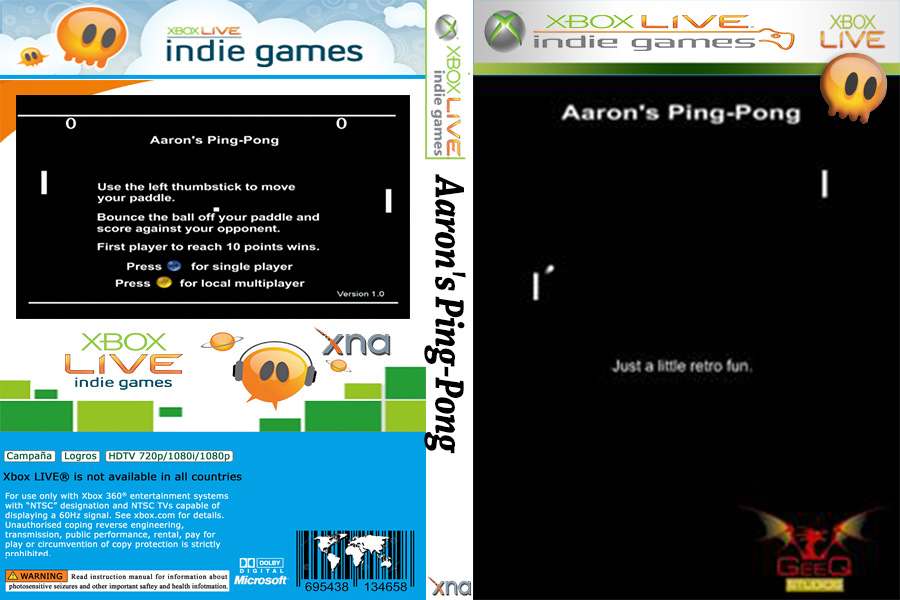 XBOX LIVE
indie games
0 0
Aaron's Ping-Pong
Use the left thumbstick to move
your paddle.
Bounce the ball off your paddle and
score against your opponent.
First player to reach 10 points wins.
Press for single player
Press for local multiplayer
Version 1.0
XBOX
LIVE
indie games
xna
Campaña Logros HDTV 720p/1080i/1080p
Xbox LIVE® is not available in all countries
For use only with Xbox 360® entertainment systems
with "NTSC" designation and NTSC TVs capable of
displaying a 60Hz signal. See xbox.com for details.
Unauthorised coping reverse engineering,
transmission, public performance, rental, pay for
play or circumvention of copy protection is strictly
prohibited.
WARNING Read instruction manual for information about
photosensitive seizures and other important saftey and health infotmation.
DOLBY
DIGITAL
Microsoft
695438 134658
XBOX LIVE
indie games
Aaron's Ping-Pong
xna
XBOX LIVE
indie games
XBOX
LIVE
Aaron's Ping-Pong
Just a little retro fun.
GEEQ
STUDIOS